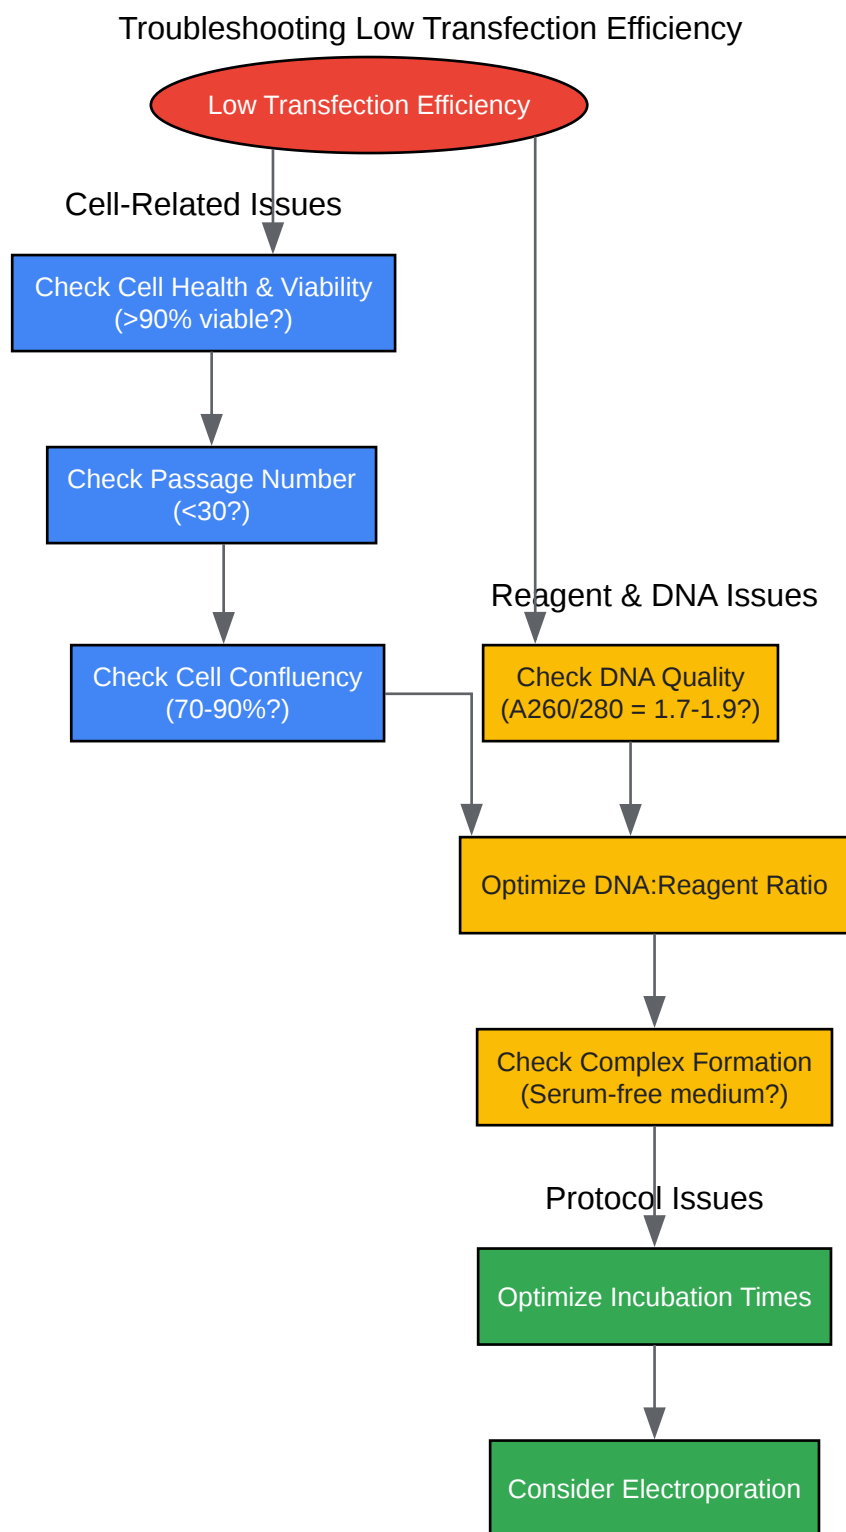 Troubleshooting Low Transfection Efficiency
Low Transfection Efficiency
Cell-Related Issues
Check Cell Health & Viability
(>90% viable?)
Check Passage Number
(<30?)
Reagent & DNA Issues
Check Cell Confluency
(70-90%?)
Check DNA Quality
(A260/280 = 1.7-1.9?)
Optimize DNA:Reagent Ratio
Check Complex Formation
(Serum-free medium?)
Protocol Issues
Optimize Incubation Times
Consider Electroporation